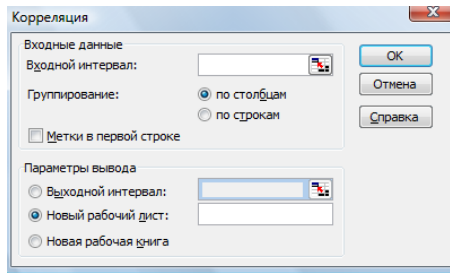 Корреляция
Входные данные
Входной интервал:
Группирование:
по столбцам
по строкам
Метки в первой строке
Параметры вывода
Выходной интервал:
Новый рабочий лист:
Новая рабочая книга
ОК
Отмена
Справка